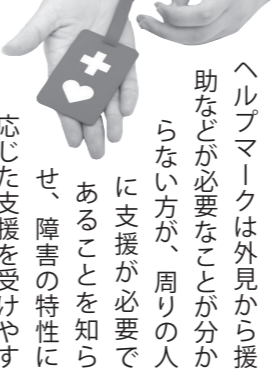 ヘルプマークは外見から援
助などが必要なことが分か
らない方が、周りの人
に支援が必要で
あることを知ら
せ、障害の特性に
応じた支援を受けやす